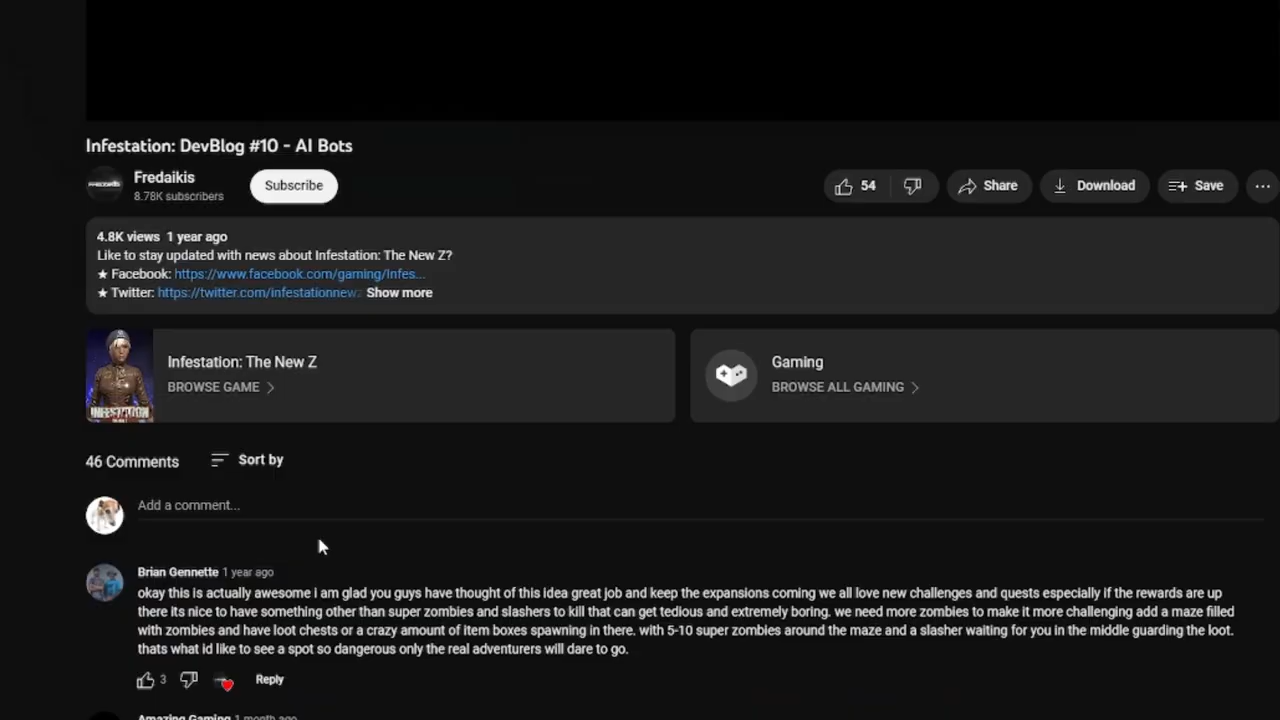 Infestation: DevBlog #10 - AI Bots
Fredaikis
8.78K subscribers
Subscribe
54
Share
Download
Save
4.8K views 1 year ago
Like to stay updated with news about Infestation: The New Z?
★ Facebook: https://www.facebook.com/gaming/Infes...
★ Twitter: https://twitter.com/infestationnewz Show more
INFESTATION
Infestation: The New Z
BROWSE GAME
Gaming
BROWSE ALL GAMING
46 Comments
Sort by
Add a comment...
Brian Gennette 1 year ago
okay this is actually awesome i am glad you guys have thought of this idea great job and keep the expansions coming we all love new challenges and quests especially if the rewards are up
there its nice to have something other than super zombies and slashers to kill that can get tedious and extremely boring. we need more zombies to make it more challenging add a maze filled
with zombies and have loot chests or a crazy amount of item boxes spawning in there. with 5-10 super zombies around the maze and a slasher waiting for you in the middle guarding the loot.
thats what id like to see a spot so dangerous only the real adventurers will dare to go.
3
Reply
Amazing Gaming 1 month ago